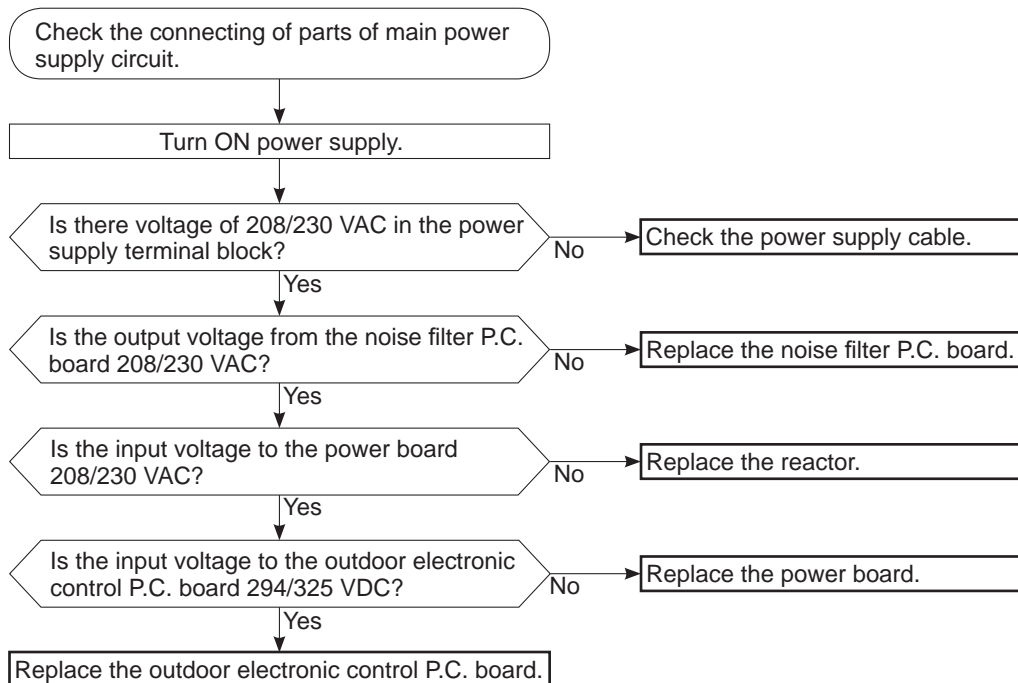 Check the connecting of parts of main power
supply circuit.
Turn ON power supply.
Is there voltage of 208/230 VAC in the power
supply terminal block?
No
Check the power supply cable.
Yes
Is the output voltage from the noise filter P.C.
board 208/230 VAC?
No
Replace the noise filter P.C. board.
Yes
Is the input voltage to the power board
208/230 VAC?
No
Replace the reactor.
Yes
Is the input voltage to the outdoor electronic
control P.C. board 294/325 VDC?
No
Replace the power board.
Yes
Replace the outdoor electronic control P.C. board.